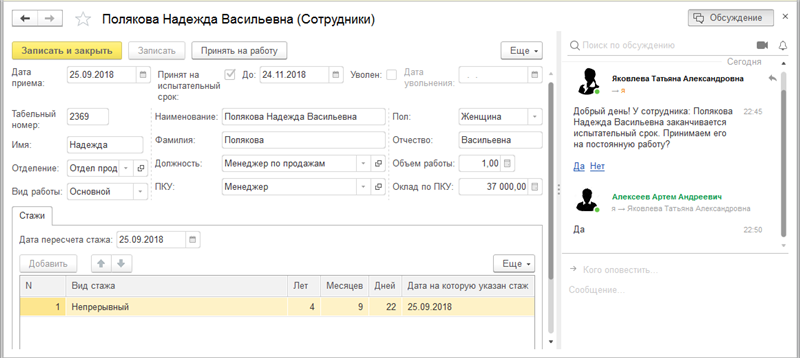 Полякова Надежда Васильевна (Сотрудники)
Обсуждение
Записать и закрыть Записать Принять на работу Еще
Дата приема: 25.09.2018 Принят на испытательный срок: До: 24.11.2018 Уволен: Дата увольнения: . .
Табельный номер: 2369 Наименование: Полякова Надежда Васильевна Пол: Женщина
Имя: Надежда Фамилия: Полякова Отчество: Васильевна
Отделение: Отдел прод Должность: Менеджер по продажам Объем работы: 1,00
Вид работы: Основной ПКУ: Менеджер Оклад по ПКУ: 37 000,00
Стажи
Дата пересчета стажа: 25.09.2018
Добавить Еще
N Вид стажа Лет Месяцев Дней Дата на которую указан стаж
1 Непрерывный 4 9 22 25.09.2018
Поиск по обсуждению
Сегодня
Яковлева Татьяна Александровна
→ я
Добрый день! У сотрудника: Полякова 22:45
Надежда Васильевна заканчивается
испытательный срок. Принимаем его
на постоянную работу?
Да Нет
Алексеев Артем Андреевич
я → Яковлева Татьяна Александровна
Да 22:50
Кого оповестить...
Сообщение...